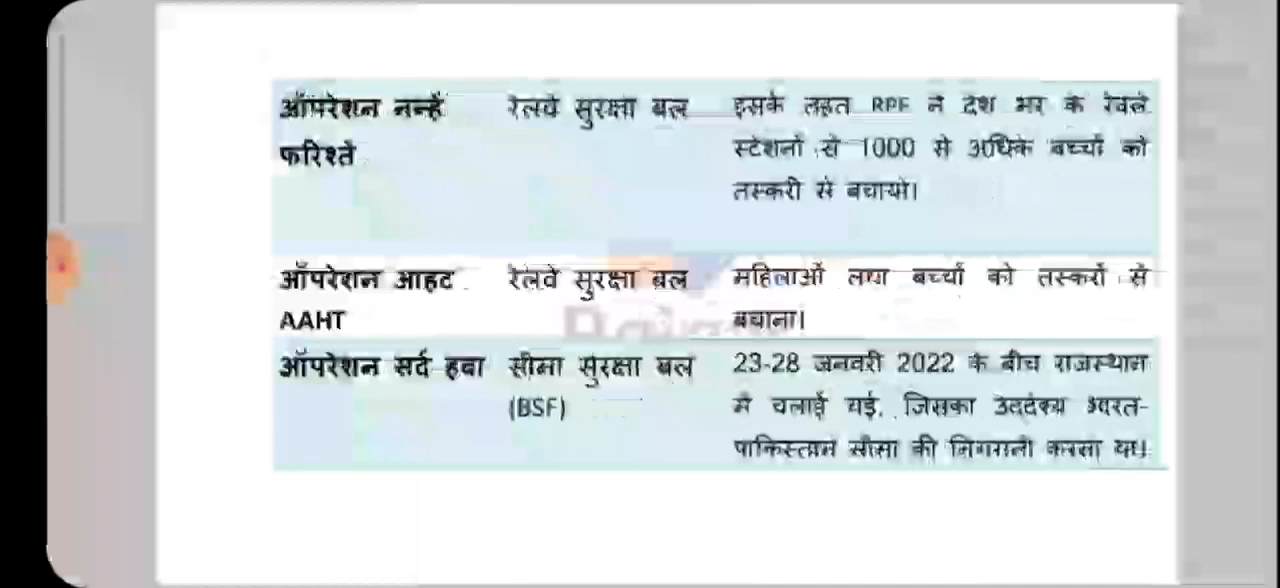 ऑपरेशन नन्हें रेलवे सुरक्षा बल इसके तहत RPF ने देश भर के रेवले
फरिश्ते स्टेशनों से 1000 से अधिक बच्चों को
तस्करी से बचाया।
ऑपरेशन आहट रेलवे सुरक्षा बल महिलाओं तथा बच्चों को तस्करों से
AAHT बचाना।
ऑपरेशन सर्द हवा सीमा सुरक्षा बल 23-28 जनवरी 2022 के बीच राजस्थान
(BSF) में चलाई गई, जिसका उद्देश्य भारत-
पाकिस्तान सीमा की निगरानी करना था।